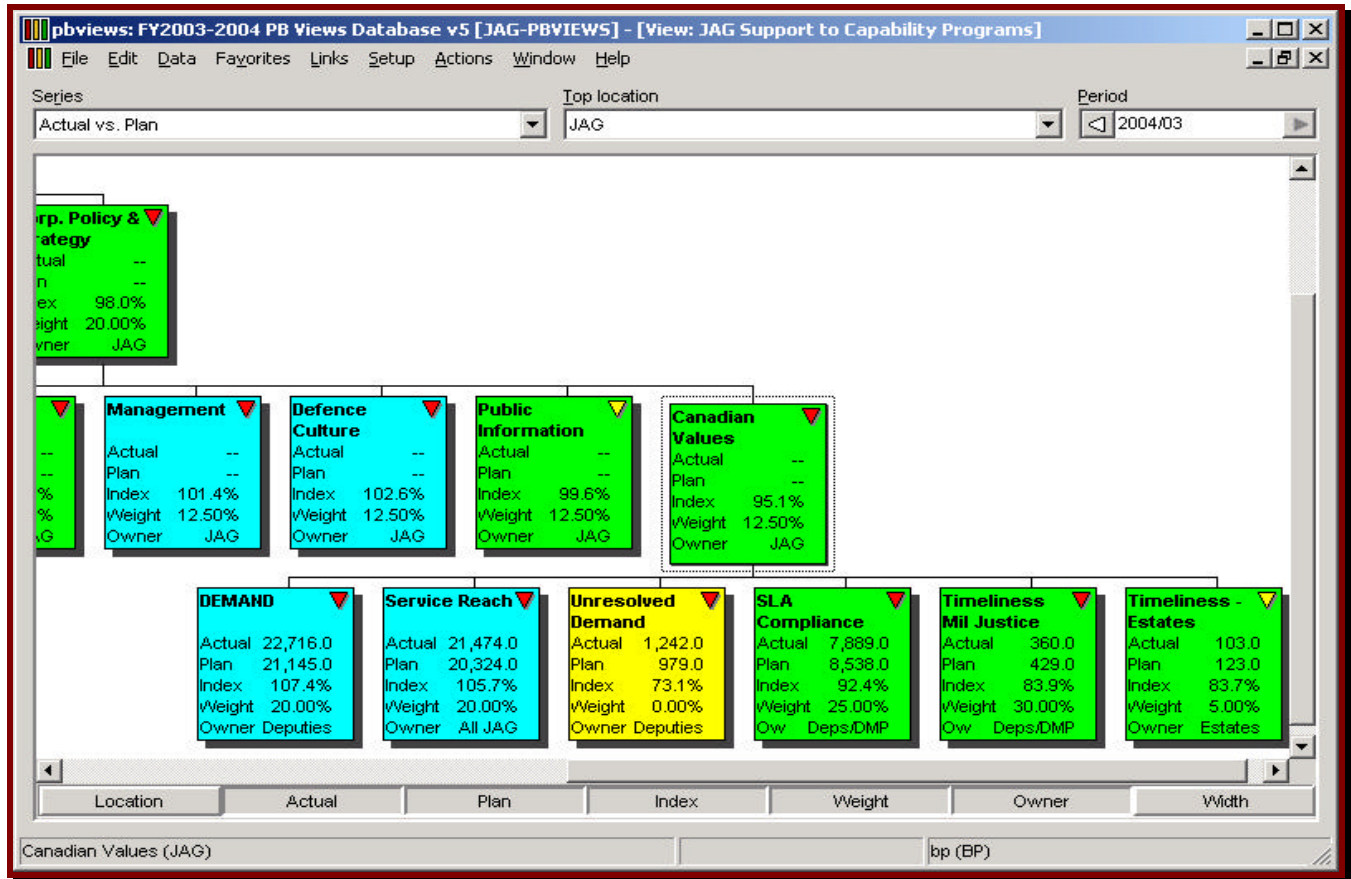 pbviews: FY2003-2004 PB Views Database v5 [JAG-PBVIEWS] - [View: JAG Support to Capability Programs]
File Edit Data Favorites Links Setup Actions Window Help
Series Top location Period
Actual vs. Plan JAG 2004/03
rp. Policy &
rategy
tual --
n --
ex 98.0%
eight 20.00%
vner JAG
--
--
%
%
G
Management
Actual --
Plan --
Index 101.4%
Weight 12.50%
Owner JAG
Defence
Culture
Actual --
Plan --
Index 102.6%
Weight 12.50%
Owner JAG
Public
Information
Actual --
Plan --
Index 99.6%
Weight 12.50%
Owner JAG
Canadian
Values
Actual --
Plan --
Index 95.1%
Weight 12.50%
Owner JAG
DEMAND
Actual 22,716.0
Plan 21,145.0
Index 107.4%
Weight 20.00%
Owner Deputies
Service Reach
Actual 21,474.0
Plan 20,324.0
Index 105.7%
Weight 20.00%
Owner All JAG
Unresolved
Demand
Actual 1,242.0
Plan 979.0
Index 73.1%
Weight 0.00%
Owner Deputies
SLA
Compliance
Actual 7,889.0
Plan 8,538.0
Index 92.4%
Weight 25.00%
Ow Deps/DMP
Timeliness
Mil Justice
Actual 360.0
Plan 429.0
Index 83.9%
Weight 30.00%
Ow Deps/DMP
Timeliness -
Estates
Actual 103.0
Plan 123.0
Index 83.7%
Weight 5.00%
Owner Estates
Location Actual Plan Index Weight Owner Width
Canadian Values (JAG) bp (BP)